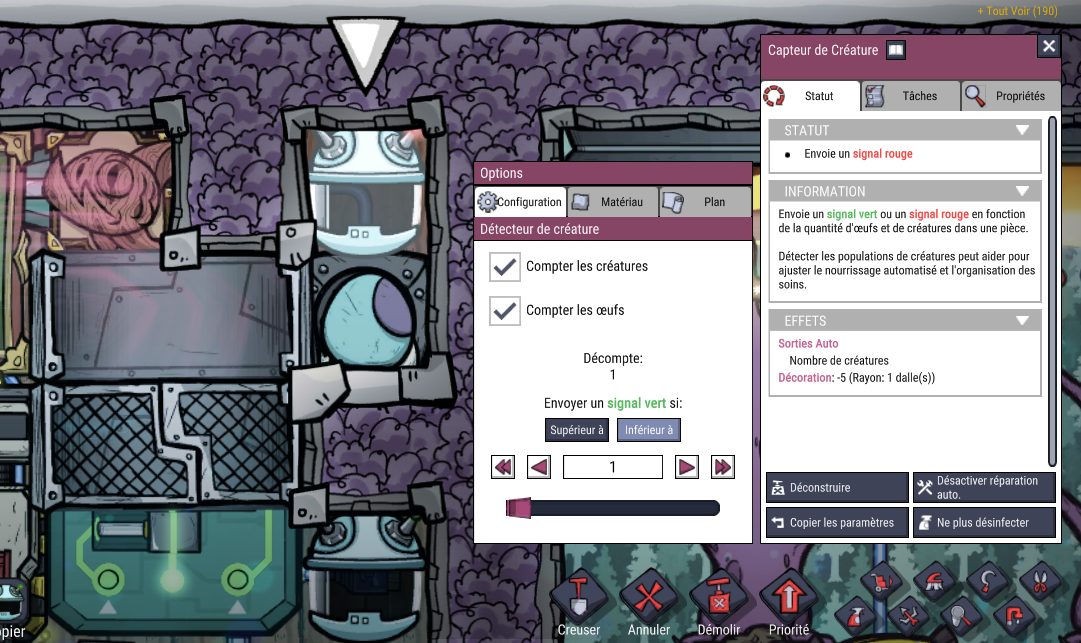 + Tout Voir (190)
Capteur de Créature
Statut
Tâches
Propriétés
STATUT
Envoie un signal rouge
INFORMATION
Envoie un signal vert ou un signal rouge en fonction
de la quantité d'œufs et de créatures dans une pièce.
Détecter les populations de créatures peut aider pour
ajuster le nourrissage automatisé et l'organisation des
soins.
EFFETS
Sorties Auto
Nombre de créatures
Décoration: -5 (Rayon: 1 dalle(s))
Déconstruire
Désactiver réparation
auto.
Copier les paramètres
Ne plus désinfecter
Options
Configuration
Matériau
Plan
Détecteur de créature
Compter les créatures
Compter les œufs
Décompte:
1
Envoyer un signal vert si:
Supérieur à
Inférieur à
1
Creuser
Annuler
Démolir
Priorité
opier